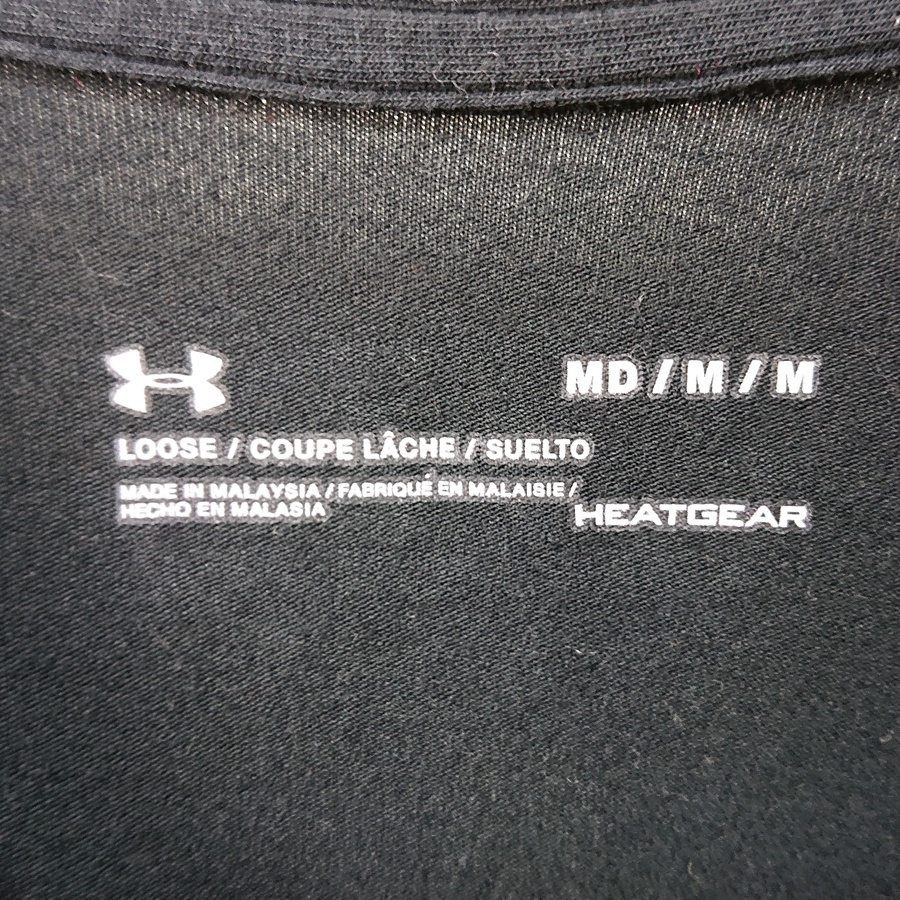 MD / M / M
LOOSE / COUPE LÂCHE / SUELTO
MADE IN MALAYSIA / FABRIQUÉ EN MALAISIE /
HECHO EN MALASIA
HEATGEAR